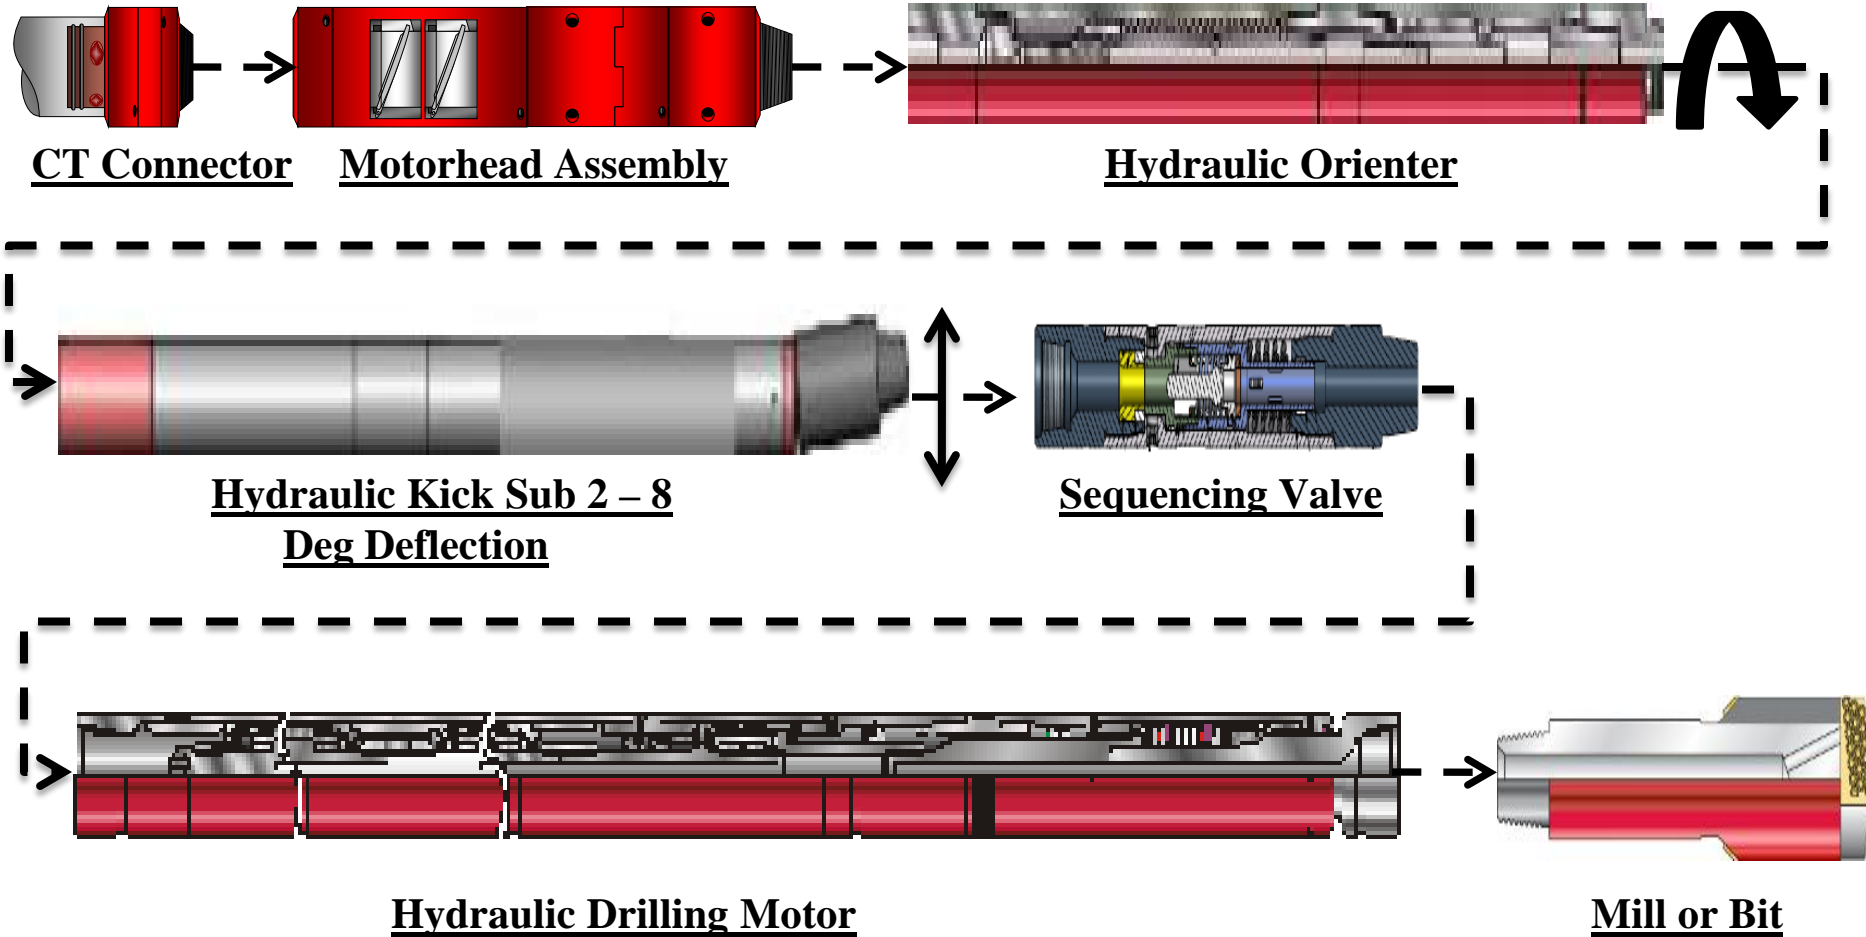 CT Connector
Motorhead Assembly
Hydraulic Orienter
Hydraulic Kick Sub 2 – 8
Deg Deflection
Sequencing Valve
Hydraulic Drilling Motor
Mill or Bit